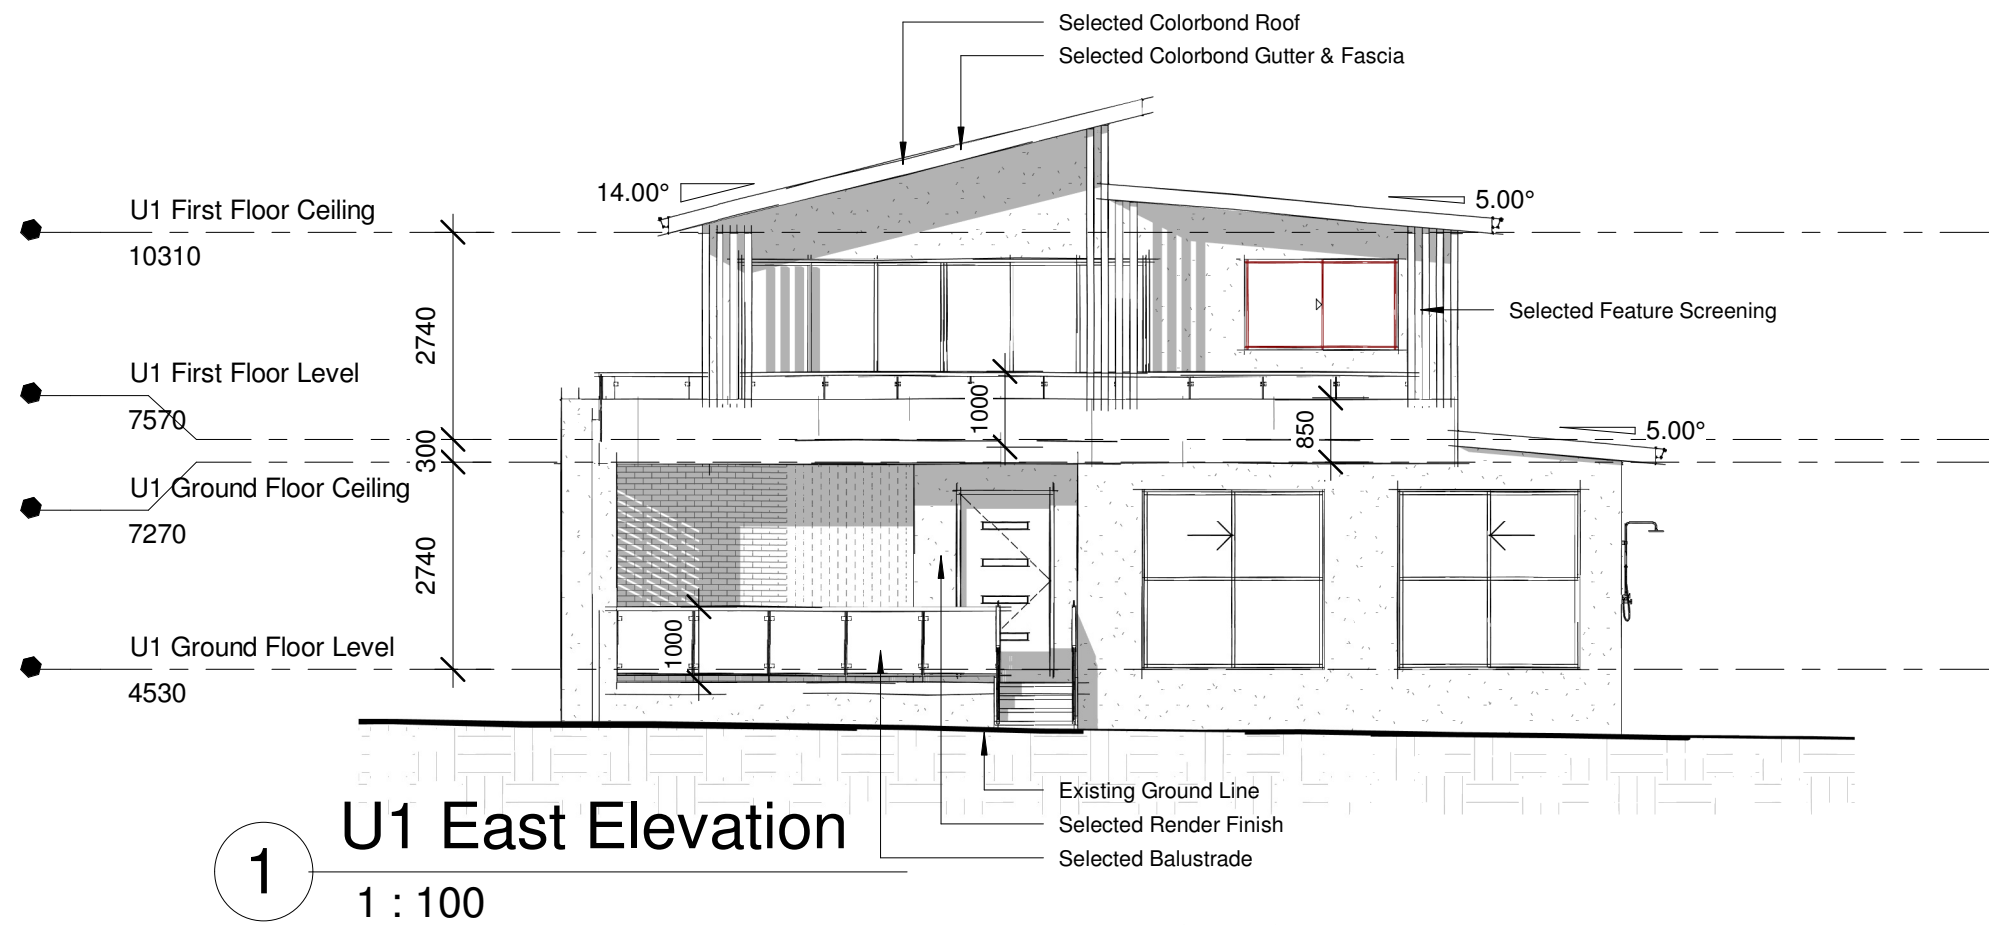 Selected Colorbond Roof
Selected Colorbond Gutter & Fascia
14.00°
5.00°
U1 First Floor Ceiling
10310
2740
Selected Feature Screening
U1 First Floor Level
7570
1000
850
5.00°
300
U1 Ground Floor Ceiling
7270
2740
1000
U1 Ground Floor Level
4530
Existing Ground Line
Selected Render Finish
Selected Balustrade
1
U1 East Elevation
1 : 100